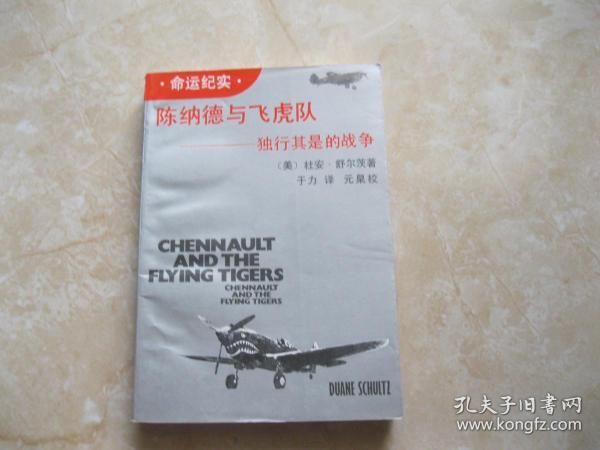 ·命运纪实·
陈纳德与飞虎队
——独行其是的战争
〔美〕杜安·舒尔茨著
于力 译 元杲校
CHENNAULT
AND THE
FLYING TIGERS
CHENNAULT
AND THE
FLYING TIGERS
DUANE SCHULTZ
孔夫子旧书网
www.kongfz.com